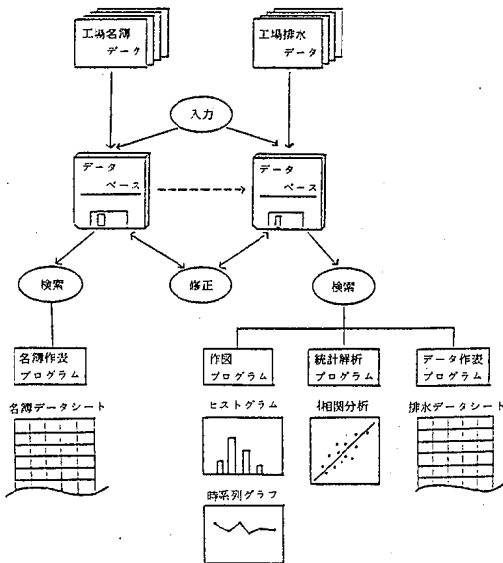 工場名簿
データ
工場排水
データ
入力
データ
ベース
データ
ベース
検索
修正
検索
名簿作表
プログラム
作図
プログラム
統計解析
プログラム
データ作表
プログラム
名簿データシート
ヒストグラム
相関分析
排水データシート
時系列グラフ